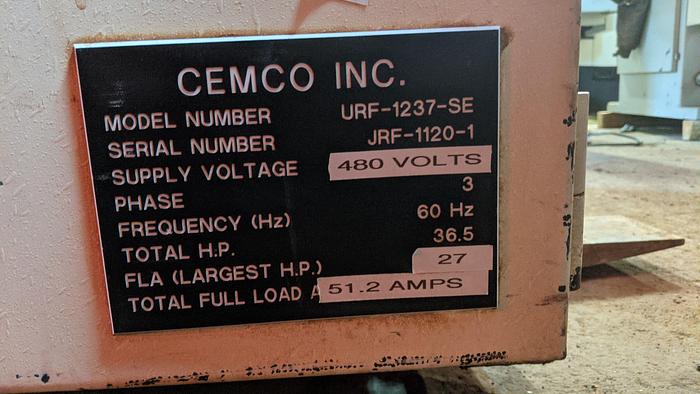 CEMCO INC.
MODEL NUMBER URF-1237-SE
SERIAL NUMBER JRF-1120-1
SUPPLY VOLTAGE 480 VOLTS
PHASE 3
FREQUENCY (Hz) 60 Hz
TOTAL H.P. 36.5
FLA (LARGEST H.P.) 27
TOTAL FULL LOAD A 51.2 AMPS